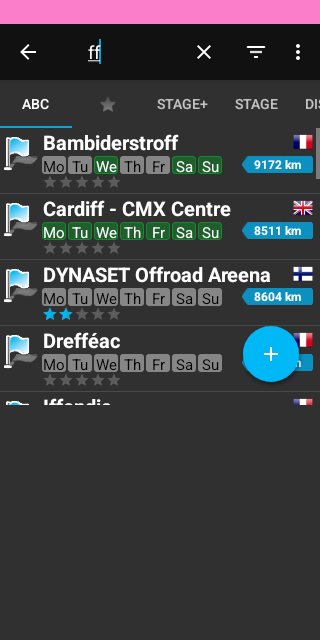 ff
ABC STAGE+ STAGE DI
Bambiderstroff
Mo Tu We Th Fr Sa Su 9172 km
Cardiff - CMX Centre
Mo Tu We Th Fr Sa Su 8511 km
DYNASET Offroad Areena
Mo Tu We Th Fr Sa Su 8604 km
Drefféac
Mo Tu We Th Fr Sa Su